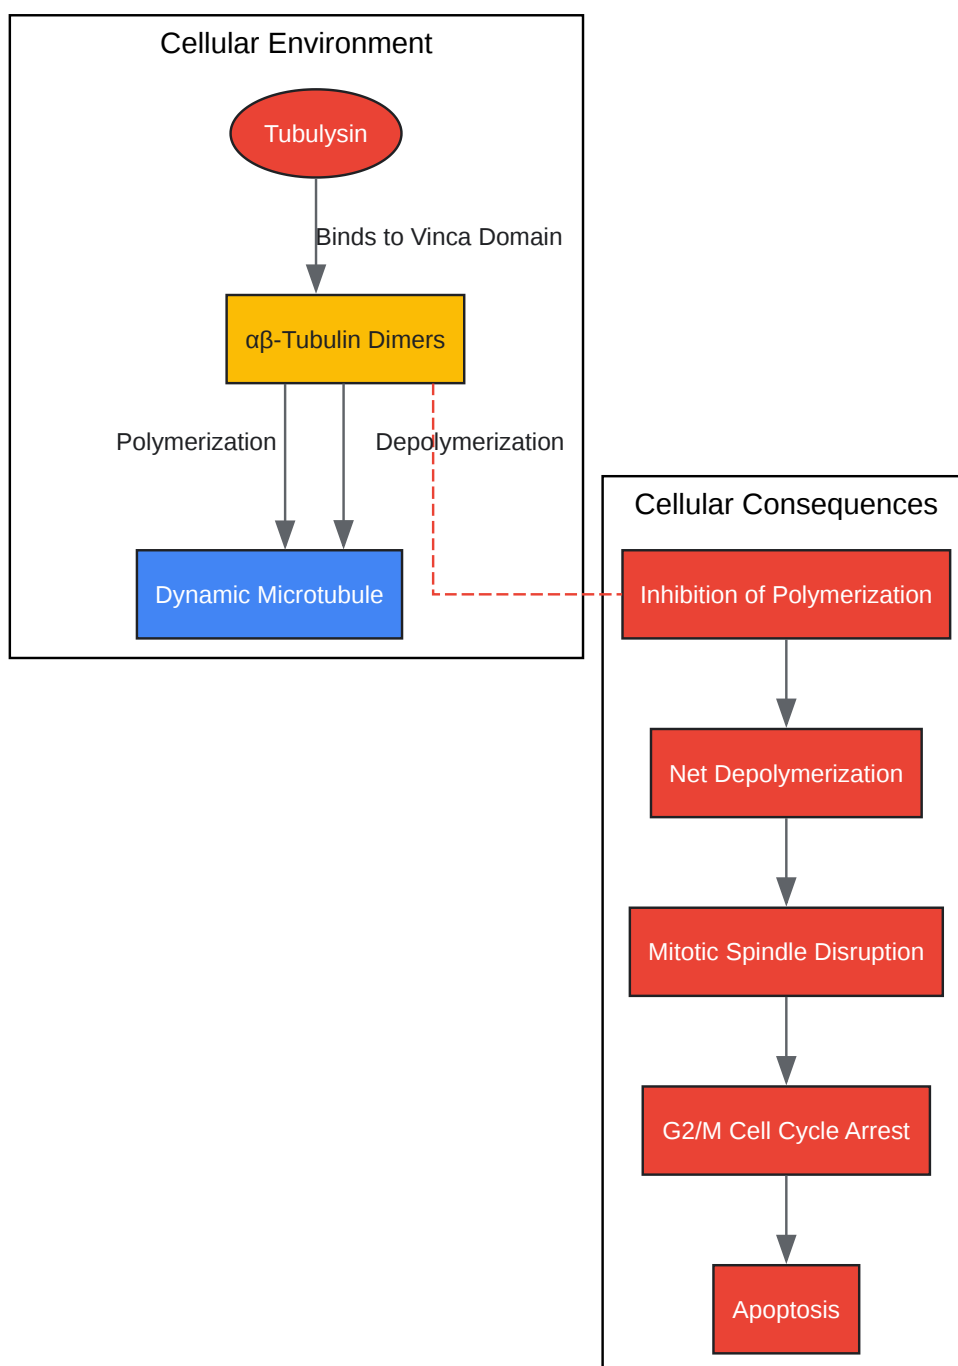 Cellular Environment
Tubulysin
Binds to Vinca Domain
αβ-Tubulin Dimers
Polymerization
Depolymerization
Dynamic Microtubule
Cellular Consequences
Inhibition of Polymerization
Net Depolymerization
Mitotic Spindle Disruption
G2/M Cell Cycle Arrest
Apoptosis